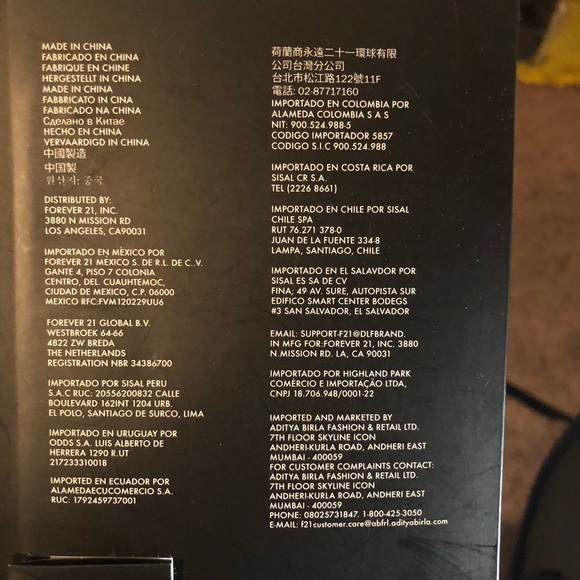 MADE IN CHINA
FABRICADO EN CHINA
FABRIQUE EN CHINE
HERGESTELLT IN CHINA
MADE IN CHINA
FABBRICATO IN CINA
FABRICADO NA CHINA
Сделано в Китае
HECHO EN CHINA
VERVAARDIGD IN CHINA
中國製造
中国製
원산지: 중국
DISTRIBUTED BY:
FOREVER 21, INC.
3880 N MISSION RD
LOS ANGELES, CA90031
IMPORTADO EN MÈXICO POR
FOREVER 21 MÈXICO S. DE R.L DE C..V.
GANTE 4, PISO 7 COLONIA
CENTRO, DEL. CUAUHTEMOC,
CIUDAD DE MEXICO, C.P. 06000
MEXICO RFC:FVM120229UU6
FOREVER 21 GLOBAL B.V.
WESTBROEK 64-66
4822 ZW BREDA
THE NETHERLANDS
REGISTRATION NBR 34386700
IMPORTADO POR SISAL PERU
S.A.C RUC: 20556200832 CALLE
BOULEVARD 162INT 1204 URB.
EL POLO, SANTIAGO DE SURCO, LIMA
IMPORTADO EN URUGUAY POR
ODDS S.A. LUIS ALBERTO DE
HERRERA 1290 R.UT
217233310018
IMPORTED EN ECUADOR POR
ALAMEDAECUCOMERCIO S.A.
RUC: 1792459737001
荷蘭商永遠二十一環球有限
公司台灣分公司
台北市松江路122號11F
電話: 02-87717160
IMPORTADO EN COLOMBIA POR
ALAMEDA COLOMBIA S A S
NIT: 900.524.988-5
CODIGO IMPORTADOR 5857
CODIGO S.I.C 900.524.988
IMPORTADO EN COSTA RICA POR
SISAL CR S.A.
TEL (2226 8661)
IMPORTADO EN CHILE POR SISAL
CHILE SPA
RUT 76.271 378-0
JUAN DE LA FUENTE 334-8
LAMPA, SANTIAGO, CHILE
IMPORTADO EN EL SALAVDOR POR
SISAL ES SA DE CV
FINA; 49 AV. SURE, AUTOPISTA SUR
EDIFICO SMART CENTER BODEGS
#3 SAN SALVADOR, EL SALVADOR
EMAIL: SUPPORT-F21@DLFBRAND.
IN MFG FOR:FOREVER 21, INC. 3880
N.MISSION RD. LA, CA 90031
IMPORTADO POR HIGHLAND PARK
COMÉRCIO E IMPORTAÇÃO LTDA,
CNPJ 18.706.948/0001-22
IMPORTED AND MARKETED BY
ADITYA BIRLA FASHION & RETAIL LTD.
7TH FLOOR SKYLINE ICON
ANDHERI-KURLA ROAD, ANDHERI EAST
MUMBAI - 400059
FOR CUSTOMER COMPLAINTS CONTACT:
ADITYA BIRLA FASHION & RETAIL LTD.
7TH FLOOR SKYLINE ICON
ANDHERI-KURLA ROAD, ANDHERI EAST
MUMBAI - 400059
PHONE: 08025731847. 1-800-425-3050
E-MAIL: f21customer.care@abfrl.adityabirla.com